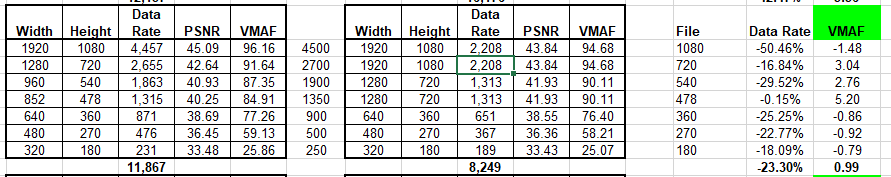 Data Data
Width Height Rate PSNR VMAF Width Height Rate PSNR VMAF File Data Rate VMAF
1920 1080 4,457 45.09 96.16 4500 1920 1080 2,208 43.84 94.68 1080 -50.46% -1.48
1280 720 2,655 42.64 91.64 2700 1920 1080 2,208 43.84 94.68 720 -16.84% 3.04
960 540 1,863 40.93 87.35 1900 1280 720 1,313 41.93 90.11 540 -29.52% 2.76
852 478 1,315 40.25 84.91 1350 1280 720 1,313 41.93 90.11 478 -0.15% 5.20
640 360 871 38.69 77.26 900 640 360 651 38.55 76.40 360 -25.25% -0.86
480 270 476 36.45 59.13 500 480 270 367 36.36 58.21 270 -22.77% -0.92
320 180 231 33.48 25.86 250 320 180 189 33.43 25.07 180 -18.09% -0.79
11,867 8,249 -23.30% 0.99